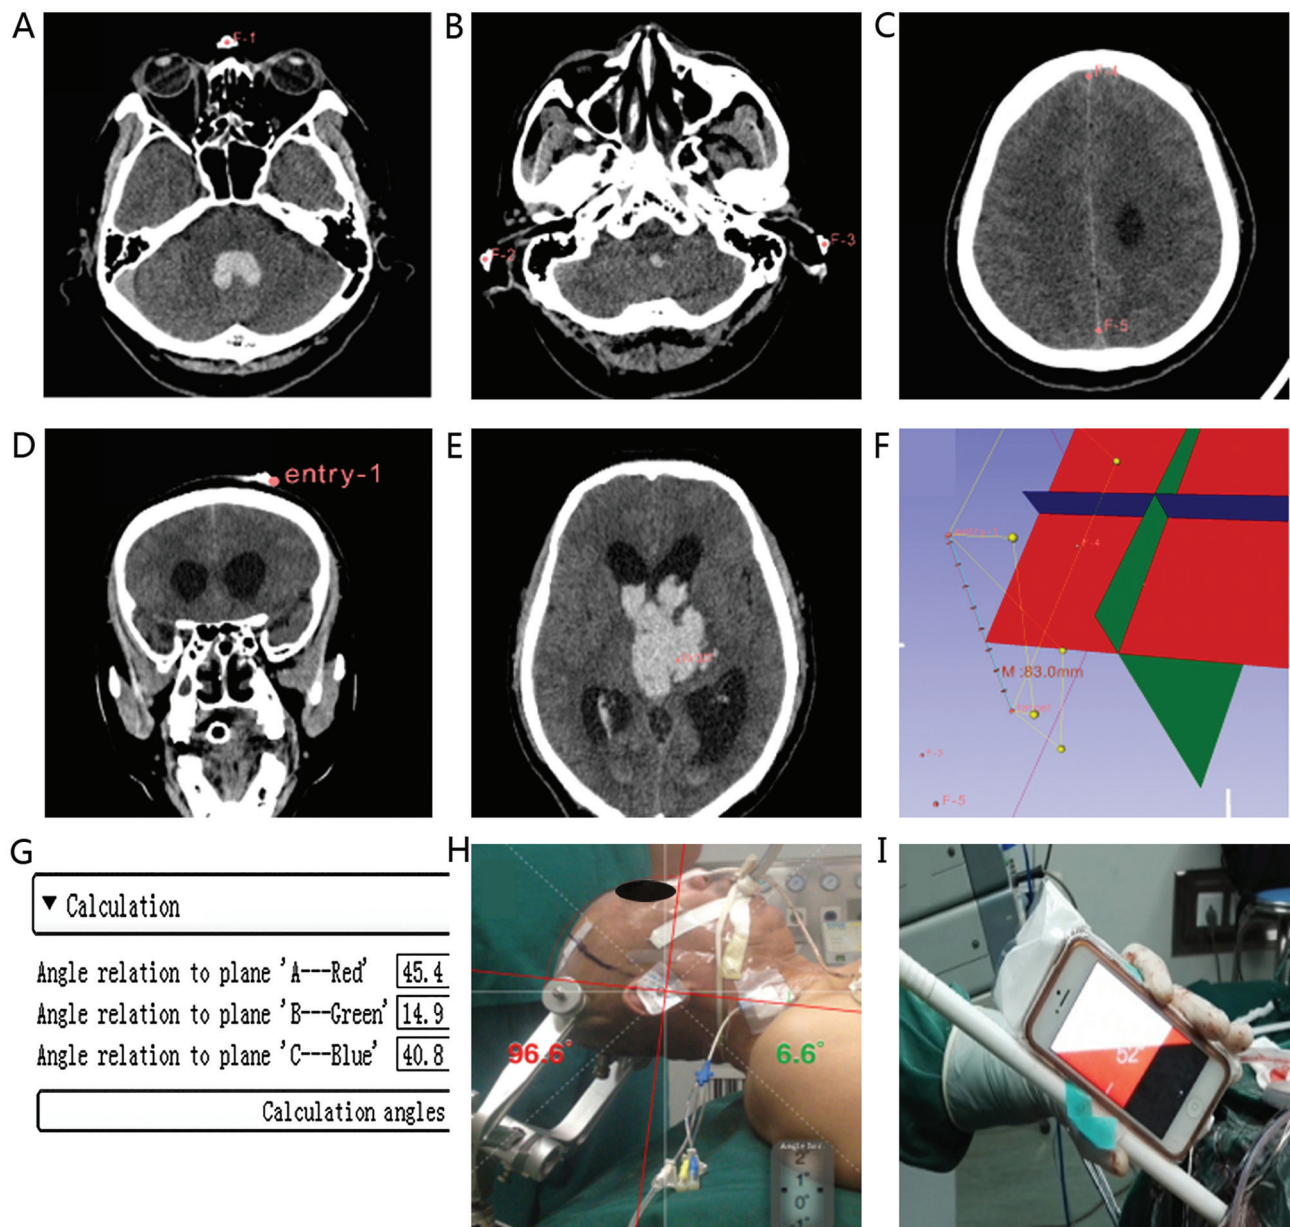 A
F-1
B
F-2
F-3
C
F-4
F-5
D
entry-1
E
F
F-4
M :83.0mm
F-3
F-5
G
▼ Calculation
Angle relation to plane 'A---Red' 45.4
Angle relation to plane 'B---Green' 14.9
Angle relation to plane 'C---Blue' 40.8
Calculation angles
H
96.6°
6.6°
2°
1°
0°
I
52°